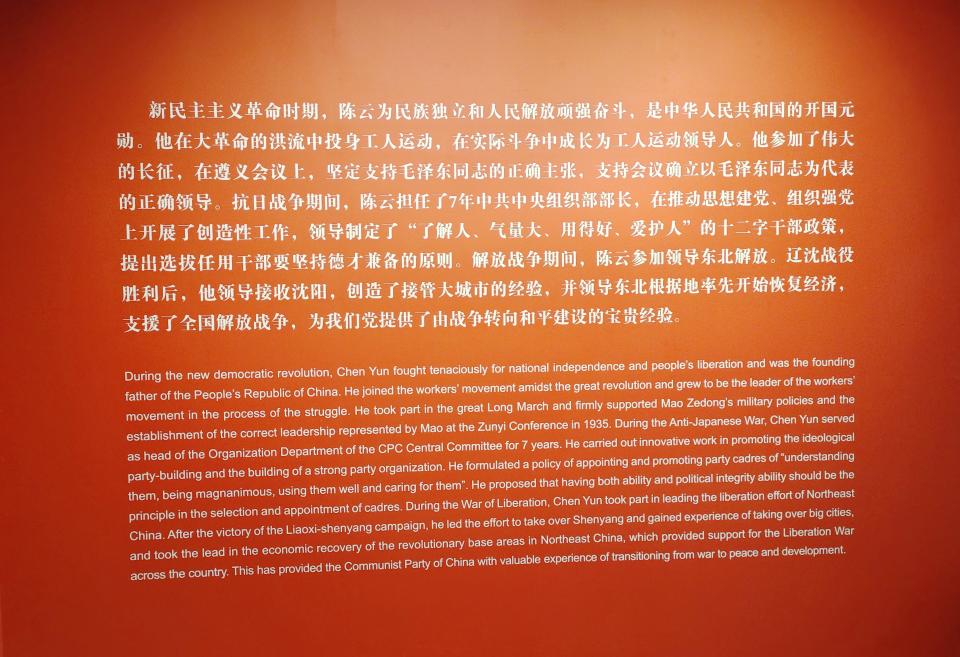 新民主主义革命时期，陈云为民族独立和人民解放顽强奋斗，是中华人民共和国的开国元
勋。他在大革命的洪流中投身工人运动，在实际斗争中成长为工人运动领导人。他参加了伟大
的长征，在遵义会议上，坚定支持毛泽东同志的正确主张，支持会议确立以毛泽东同志为代表
的正确领导。抗日战争期间，陈云担任了7年中共中央组织部部长，在推动思想建党、组织强党
上开展了创造性工作，领导制定了“了解人、气量大、用得好、爱护人”的十二字干部政策，
提出选拔任用干部要坚持德才兼备的原则。解放战争期间，陈云参加领导东北解放。辽沈战役
胜利后，他领导接收沈阳，创造了接管大城市的经验，并领导东北根据地率先开始恢复经济，
支援了全国解放战争，为我们党提供了由战争转向和平建设的宝贵经验。
During the new democratic revolution, Chen Yun fought tenaciously for national independence and people's liberation and was the founding
father of the People's Republic of China. He joined the workers' movement amidst the great revolution and grew to be the leader of the workers'
movement in the process of the struggle. He took part in the great Long March and firmly supported Mao Zedong's military policies and the
establishment of the correct leadership represented by Mao at the Zunyi Conference in 1935. During the Anti-Japanese War, Chen Yun served
as head of the Organization Department of the CPC Central Committee for 7 years. He carried out innovative work in promoting the ideological
party-building and the building of a strong party organization. He formulated a policy of appointing and promoting party cadres of "understanding
them, being magnanimous, using them well and caring for them". He proposed that having both ability and political integrity ability should be the
principle in the selection and appointment of cadres. During the War of Liberation, Chen Yun took part in leading the liberation effort of Northeast
China. After the victory of the Liaoxi-shenyang campaign, he led the effort to take over Shenyang and gained experience of taking over big cities,
and took the lead in the economic recovery of the revolutionary base areas in Northeast China, which provided support for the Liberation War
across the country. This has provided the Communist Party of China with valuable experience of transitioning from war to peace and development.